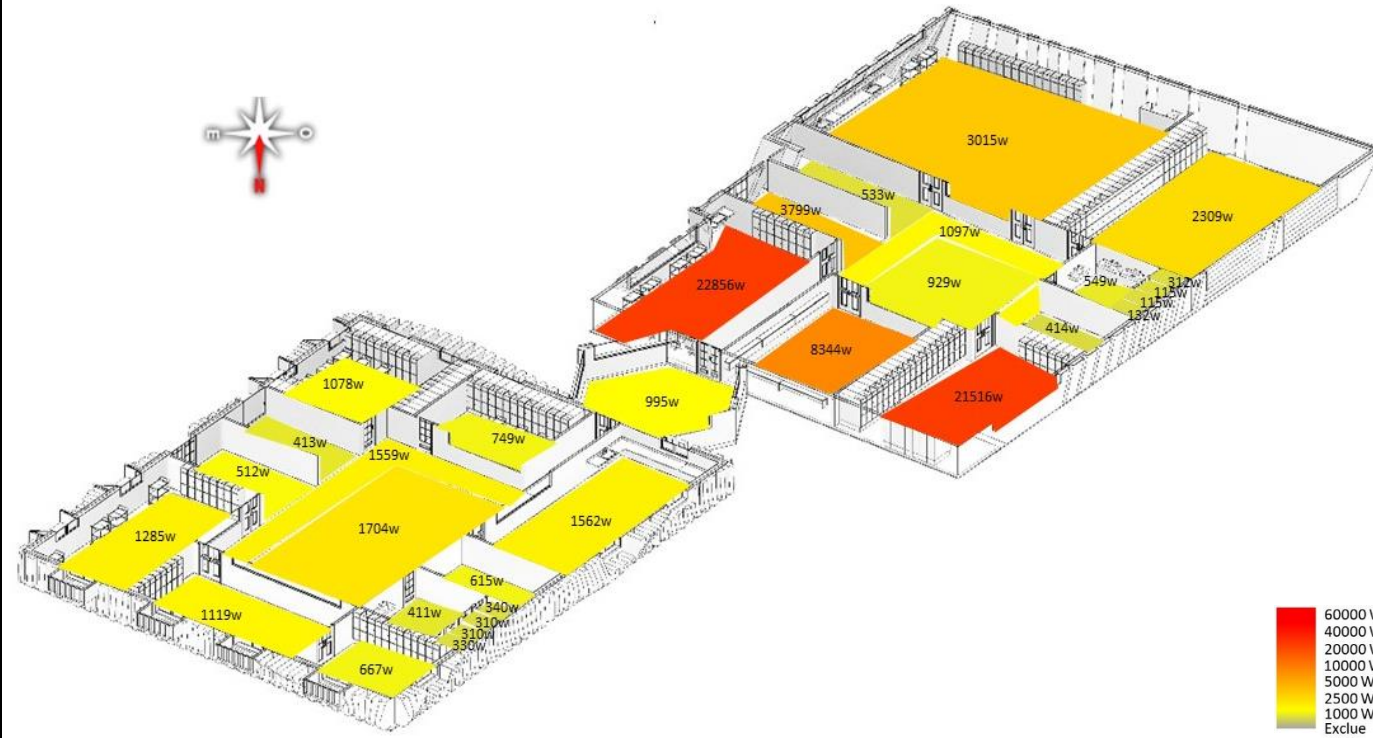 E O
N
3015w
533w
3799w
2309w
1097w
22856w
929w
549w
312w
115w
115w
132w
414w
8344w
21516w
995w
1078w
749w
413w
1559w
512w
1704w
1562w
1285w
615w
1119w
411w
340w
310w
310w
330w
667w
60000 W
40000 W
20000 W
10000 W
5000 W
2500 W
1000 W
Exclue